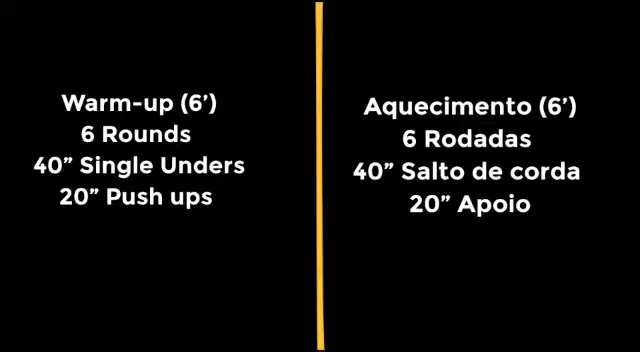 Warm-up (6’)
6 Rounds
40” Single Unders
20” Push ups
Aquecimento (6’)
6 Rodadas
40” Salto de corda
20” Apoio